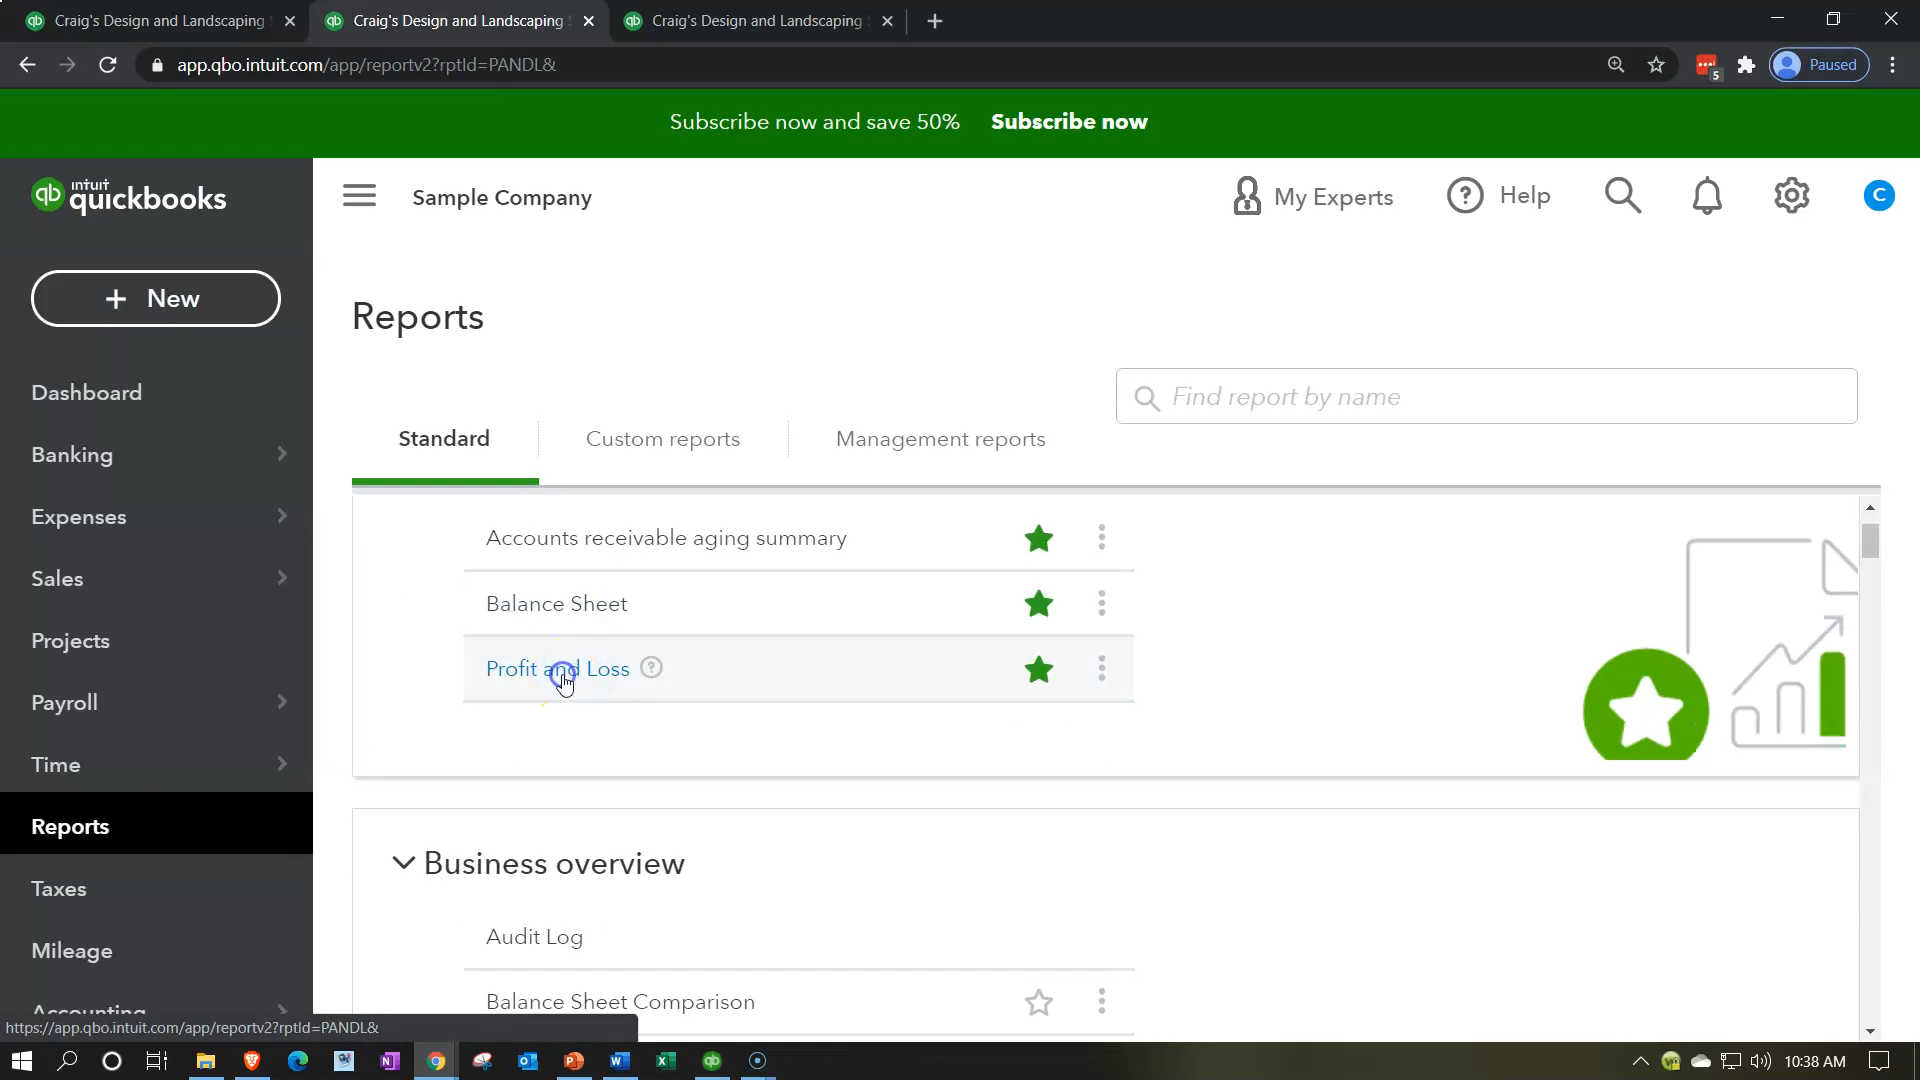 Craig's Design and Landscaping S
Craig's Design and Landscaping S
Craig's Design and Landscaping S
app.qbo.intuit.com/app/reportv2?rptId=PANDL&
5
Paused
Subscribe now and save 50% Subscribe now
qb
intuit
quickbooks
Sample Company
My Experts
Help
C
+ New
Reports
Find report by name
Standard
Custom reports
Management reports
Dashboard
Banking
Expenses
Sales
Projects
Payroll
Time
Reports
Taxes
Mileage
Accounting
Accounts receivable aging summary
Balance Sheet
Profit and Loss
Business overview
Audit Log
Balance Sheet Comparison
https://app.qbo.intuit.com/app/reportv2?rptId=PANDL&
10:38 AM